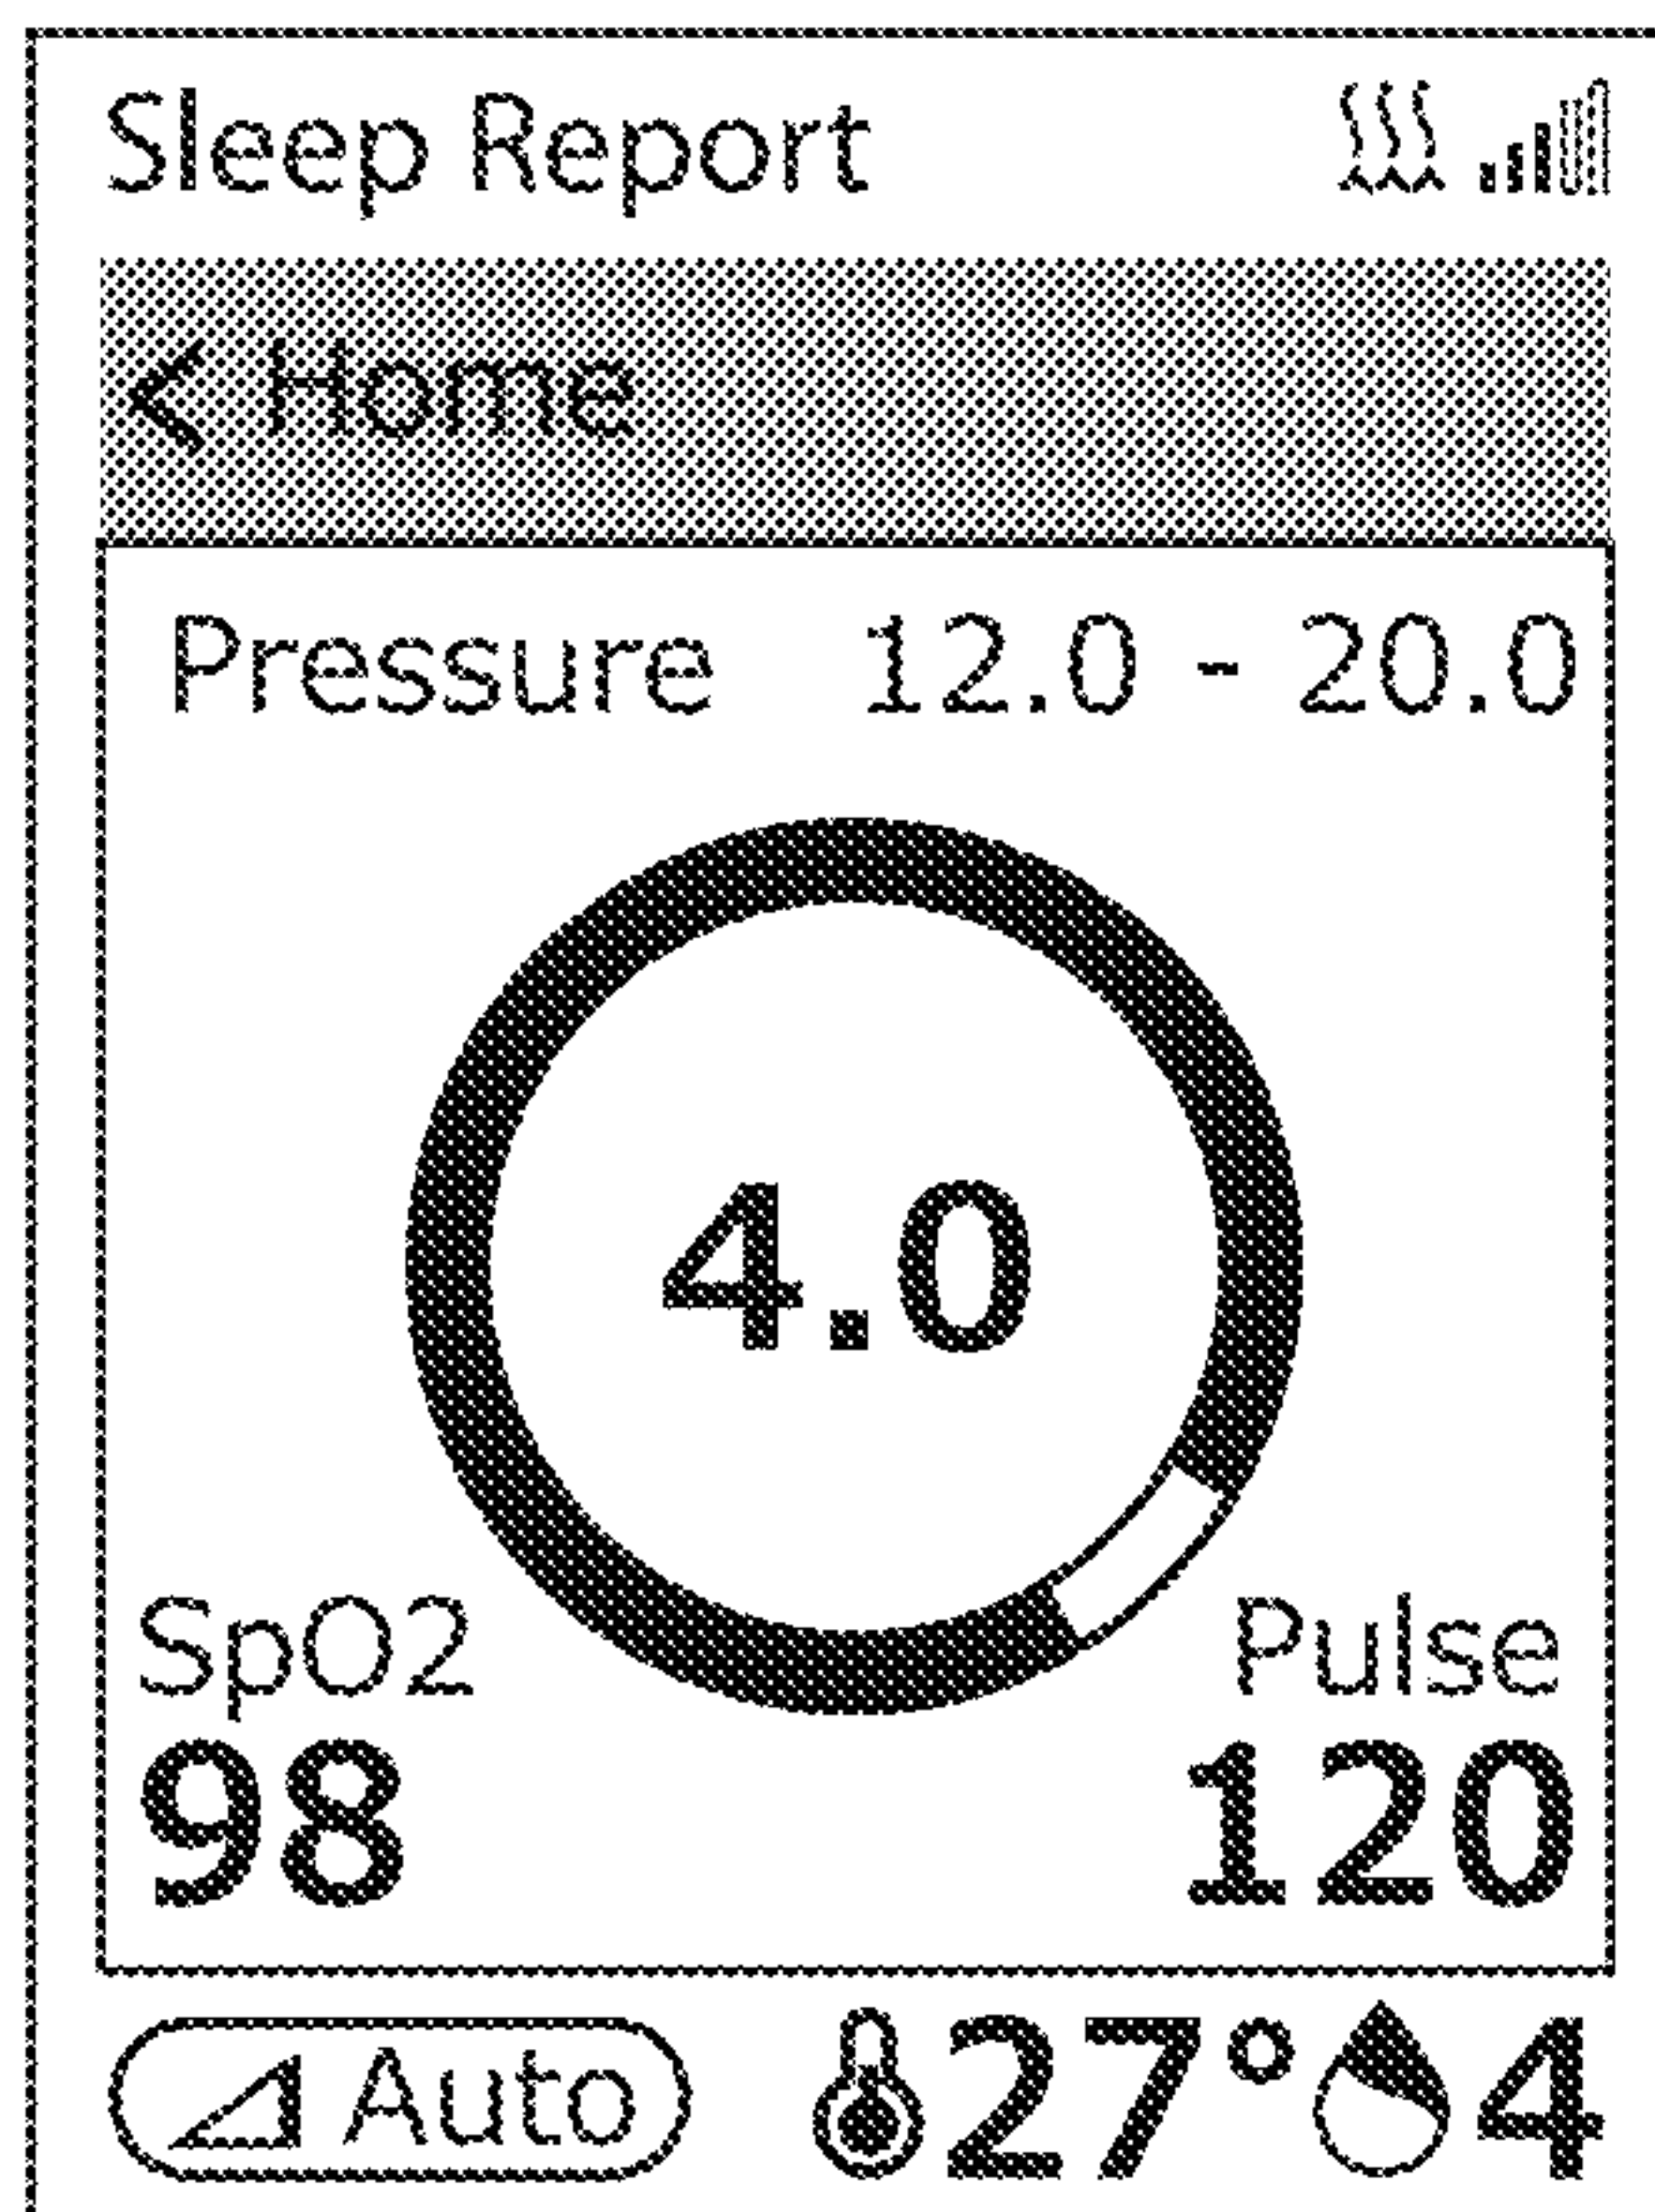 Sleep Report
< Home
Pressure 12.0 - 20.0
4.0
SpO2 Pulse
98 120
Auto 27° 4